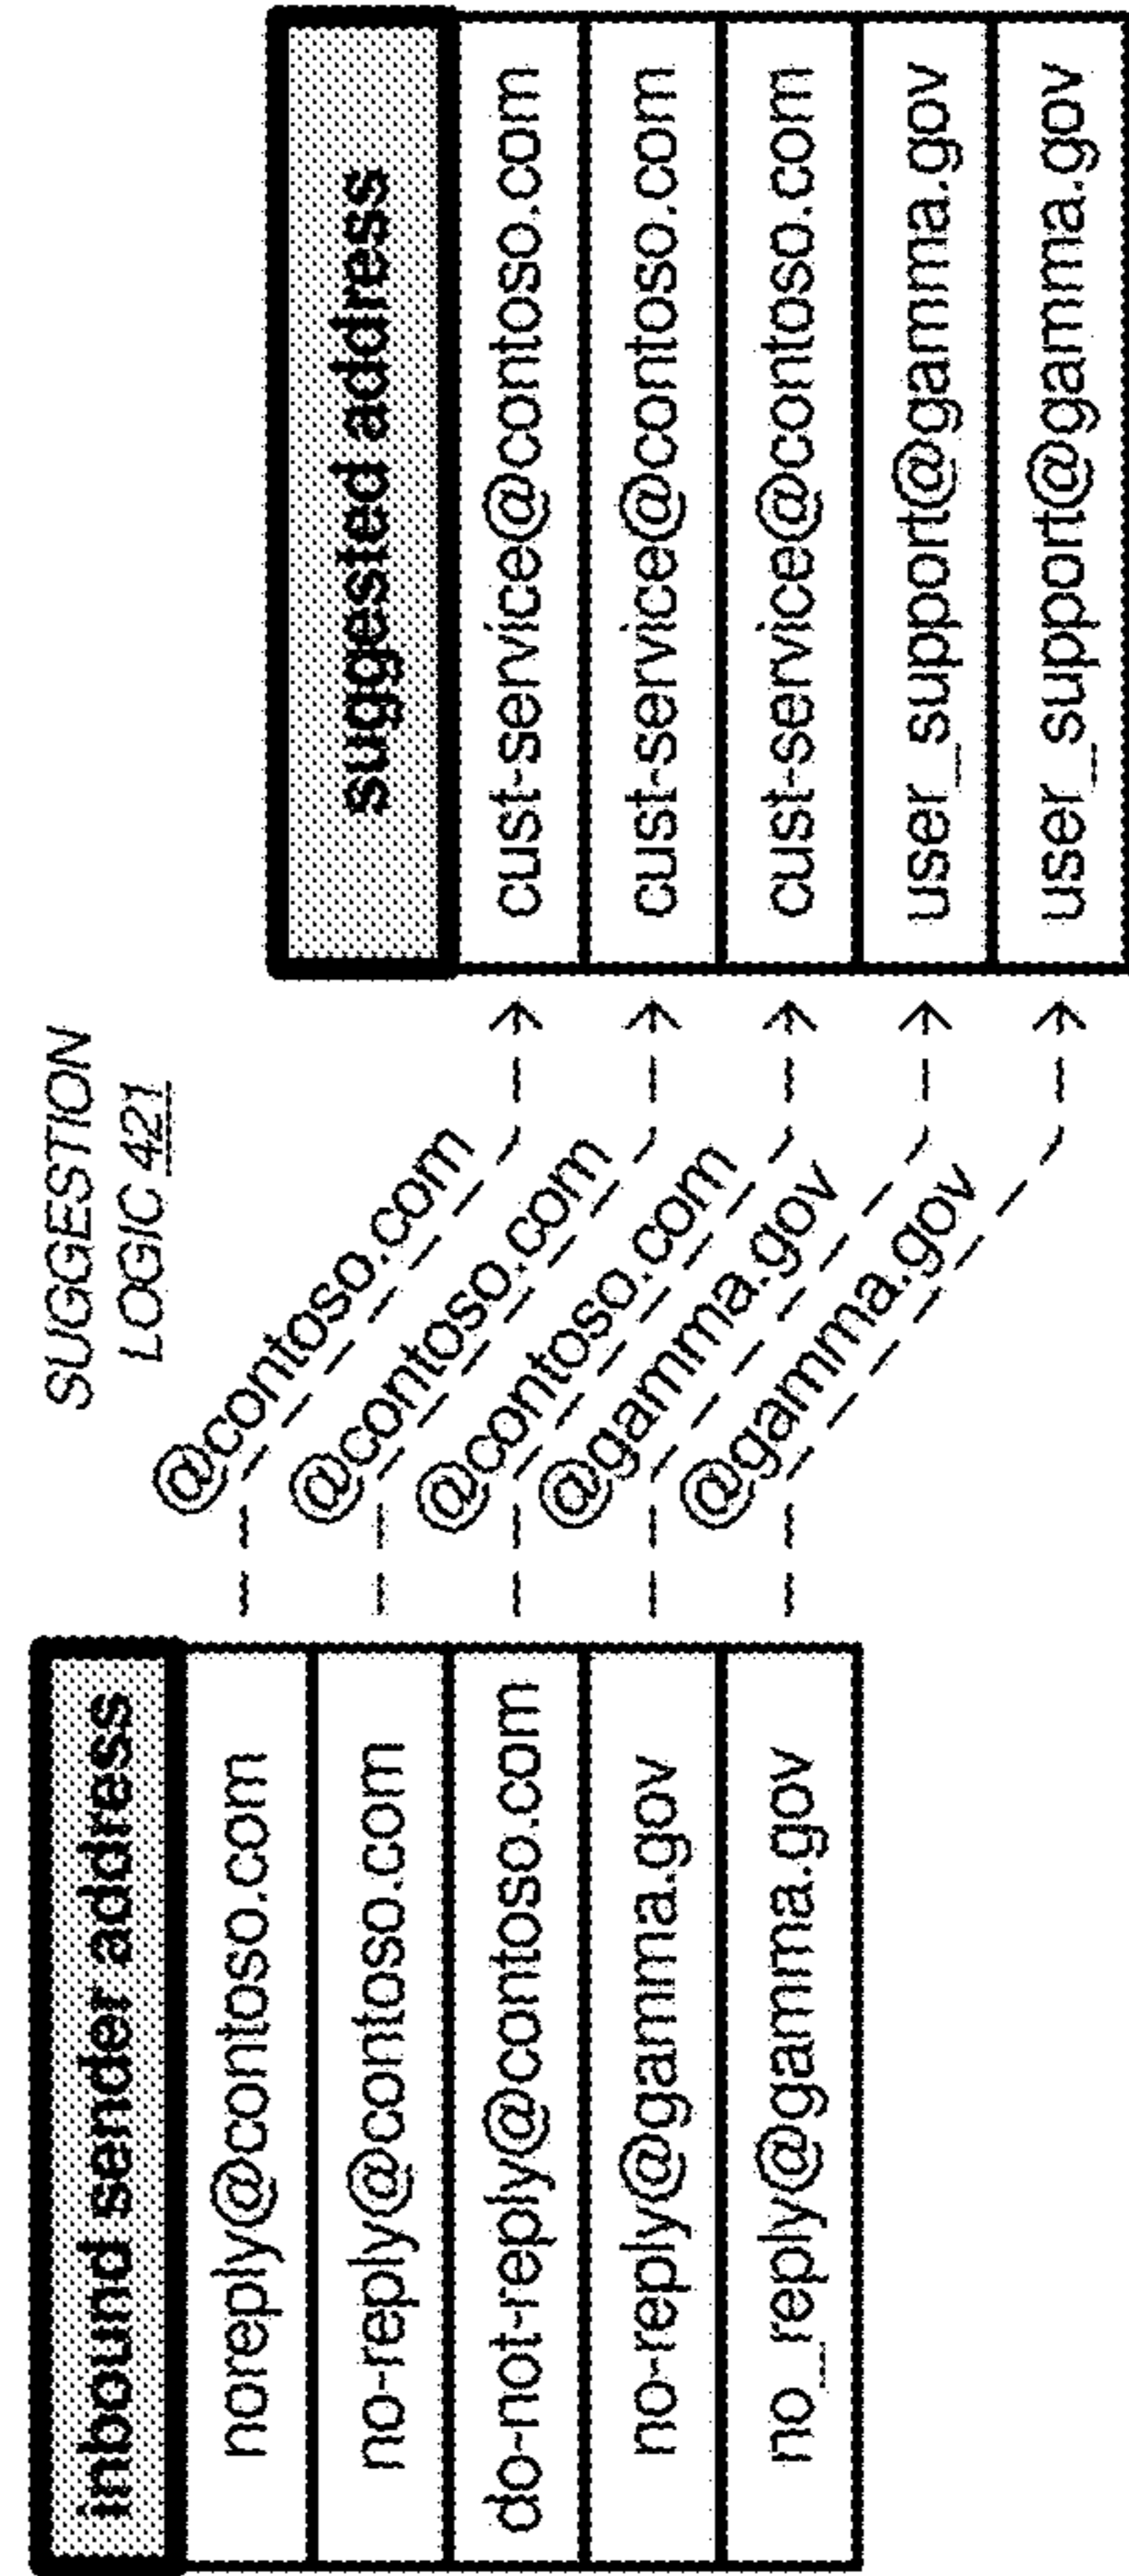 SUGGESTION
LOGIC 421
inbound sender address
noreply@contoso.com
no-reply@contoso.com
do-not-reply@contoso.com
no-reply@gamma.gov
no_reply@gamma.gov
@contoso.com
@contoso.com
@contoso.com
@gamma.gov
@gamma.gov
suggested address
cust-service@contoso.com
cust-service@contoso.com
cust-service@contoso.com
user_support@gamma.gov
user_support@gamma.gov